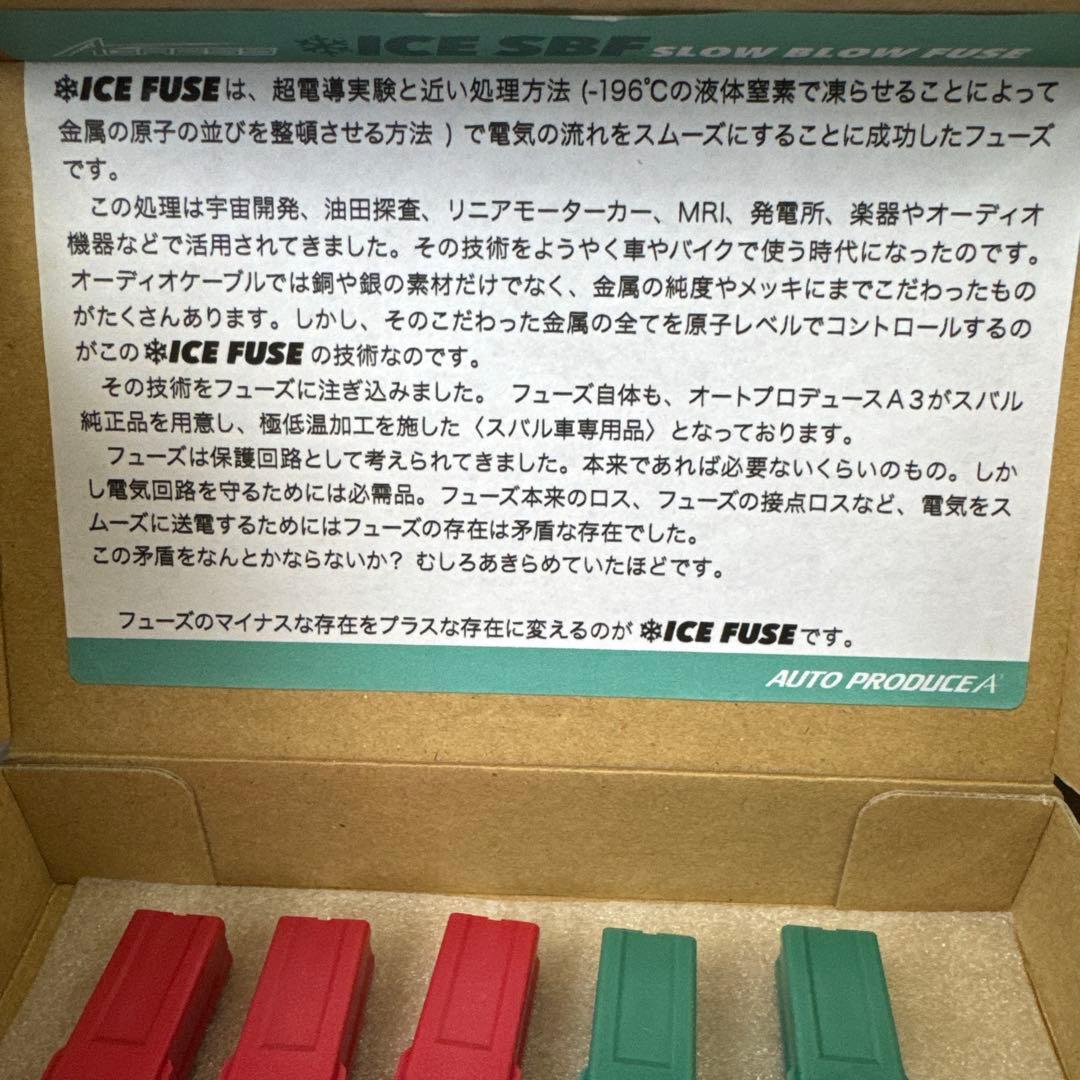 ACROSS ❄ICE SBF SLOW BLOW FUSE
❄ICE FUSEは、超電導実験と近い処理方法 (-196℃の液体窒素で凍らせることによって
金属の原子の並びを整頓させる方法 ) で電気の流れをスムーズにすることに成功したフューズ
です。
この処理は宇宙開発、油田探査、リニアモーターカー、MRI、発電所、楽器やオーディオ
機器などで活用されてきました。その技術をようやく車やバイクで使う時代になったのです。
オーディオケーブルでは銅や銀の素材だけでなく、金属の純度やメッキにまでこだわったもの
がたくさんあります。しかし、そのこだわった金属の全てを原子レベルでコントロールするの
がこの❄ICE FUSE の技術なのです。
その技術をフューズに注ぎ込みました。 フューズ自体も、オートプロデュースA3がスバル
純正品を用意し、極低温加工を施した〈スバル車専用品〉となっております。
フューズは保護回路として考えられてきました。本来であれば必要ないくらいのもの。しか
し電気回路を守るためには必需品。フューズ本来のロス、フューズの接点ロスなど、電気をス
ムーズに送電するためにはフューズの存在は矛盾な存在でした。
この矛盾をなんとかならないか? むしろあきらめていたほどです。
フューズのマイナスな存在をプラスな存在に変えるのが ❄ICE FUSEです。
AUTO PRODUCE A3